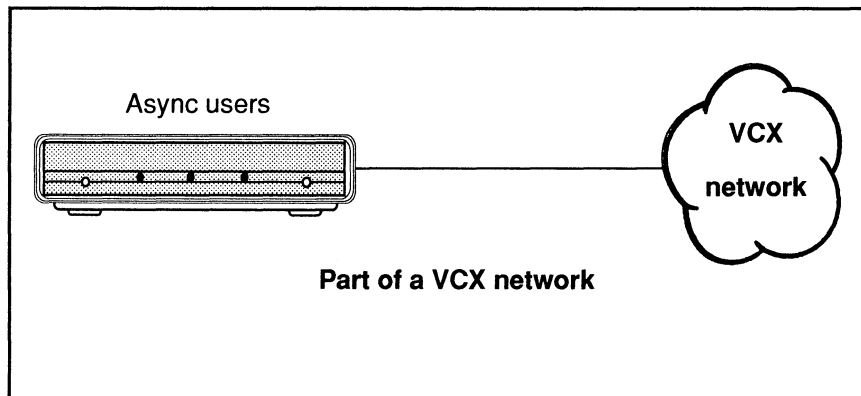 Async users
VCX
network
Part of a VCX network